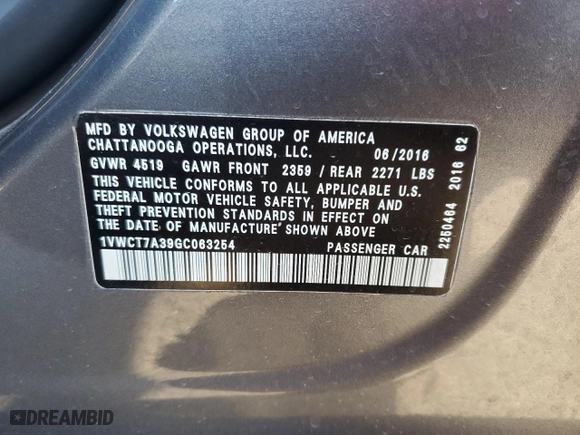 MFD BY VOLKSWAGEN GROUP OF AMERICA
CHATTANOOGA OPERATIONS, LLC. 06/2016
GVWR 4519 GAWR FRONT 2359 / REAR 2271 LBS
THIS VEHICLE CONFORMS TO ALL APPLICABLE U.S.
FEDERAL MOTOR VEHICLE SAFETY, BUMPER AND
THEFT PREVENTION STANDARDS IN EFFECT ON
THE DATE OF MANUFACTURE SHOWN ABOVE
1VWCT7A39GC063254 PASSENGER CAR
2250464 2016 62
DREAMBID